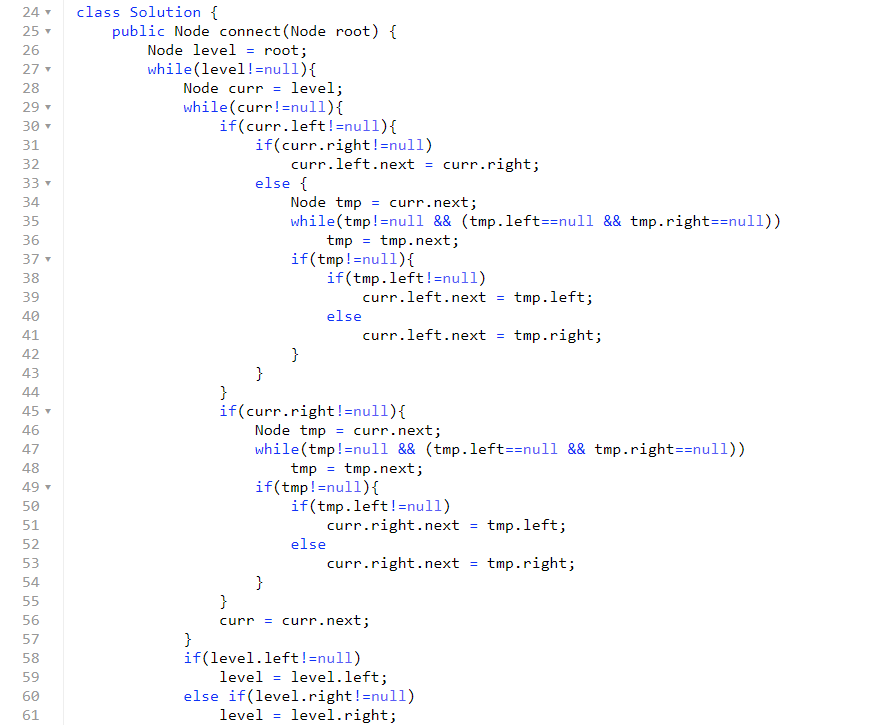 24 class Solution {
25     public Node connect(Node root) {
26         Node level = root;
27         while(level!=null){
28             Node curr = level;
29             while(curr!=null){
30                 if(curr.left!=null){
31                     if(curr.right!=null)
32                         curr.left.next = curr.right;
33                     else {
34                         Node tmp = curr.next;
35                         while(tmp!=null && (tmp.left==null && tmp.right==null))
36                             tmp = tmp.next;
37                         if(tmp!=null){
38                             if(tmp.left!=null)
39                                 curr.left.next = tmp.left;
40                             else
41                                 curr.left.next = tmp.right;
42                         }
43                     }
44                 }
45                 if(curr.right!=null){
46                     Node tmp = curr.next;
47                     while(tmp!=null && (tmp.left==null && tmp.right==null))
48                         tmp = tmp.next;
49                     if(tmp!=null){
50                         if(tmp.left!=null)
51                             curr.right.next = tmp.left;
52                         else
53                             curr.right.next = tmp.right;
54                     }
55                 }
56                 curr = curr.next;
57             }
58             if(level.left!=null)
59                 level = level.left;
60             else if(level.right!=null)
61                 level = level.right;